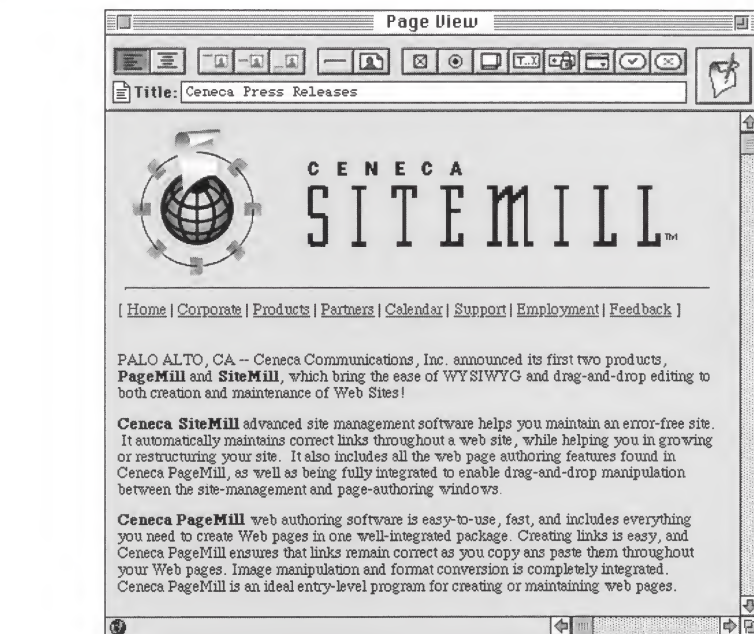 Page View
T..X
Title: Ceneca Press Releases
CENECA
SITEMILL™
[ Home | Corporate | Products | Partners | Calendar | Support | Employment | Feedback ]
PALO ALTO, CA -- Ceneca Communications, Inc. announced its first two products,
PageMill and SiteMill, which bring the ease of WYSIWYG and drag-and-drop editing to
both creation and maintenance of Web Sites!
Ceneca SiteMill advanced site management software helps you maintain an error-free site.
It automatically maintains correct links throughout a web site, while helping you in growing
or restructuring your site. It also includes all the web page authoring features found in
Ceneca PageMill, as well as being fully integrated to enable drag-and-drop manipulation
between the site-management and page-authoring windows.
Ceneca PageMill web authoring software is easy-to-use, fast, and includes everything
you need to create Web pages in one well-integrated package. Creating links is easy, and
Ceneca PageMill ensures that links remain correct as you copy ans paste them throughout
your Web pages. Image manipulation and format conversion is completely integrated.
Ceneca PageMill is an ideal entry-level program for creating or maintaining web pages.